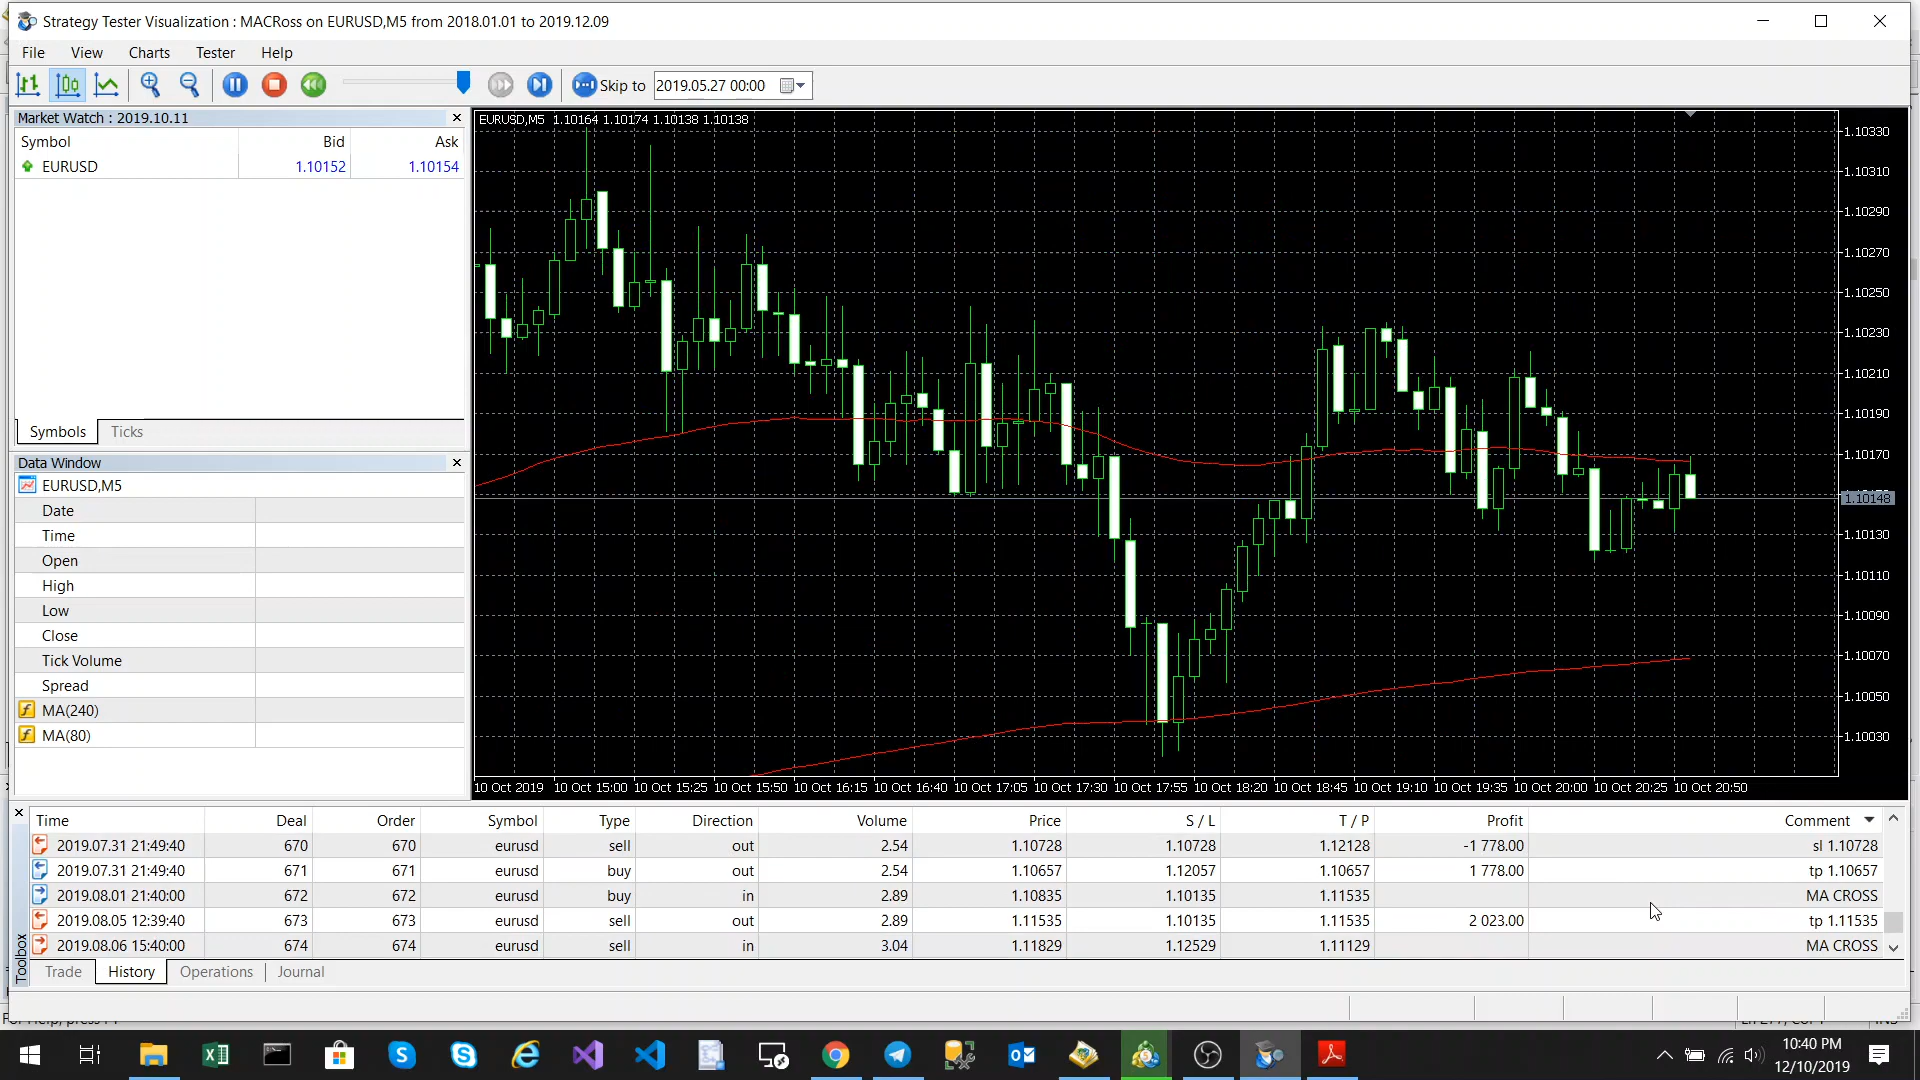 Strategy Tester Visualization : MACRoss on EURUSD,M5 from 2018.01.01 to 2019.12.09
File View Charts Tester Help
Skip to 2019.05.27 00:00
Market Watch : 2019.10.11
Symbol Bid Ask
EURUSD 1.10152 1.10154
Symbols Ticks
Data Window
EURUSD,M5
Date
Time
Open
High
Low
Close
Tick Volume
Spread
MA(240)
MA(80)
EURUSD,M5 1.10164 1.10174 1.10138 1.10138
1.10330
1.10310
1.10290
1.10270
1.10250
1.10230
1.10210
1.10190
1.10170
1.10148
1.10130
1.10110
1.10090
1.10070
1.10050
1.10030
10 Oct 2019 10 Oct 15:00 10 Oct 15:25 10 Oct 15:50 10 Oct 16:15 10 Oct 16:40 10 Oct 17:05 10 Oct 17:30 10 Oct 17:55 10 Oct 18:20 10 Oct 18:45 10 Oct 19:10 10 Oct 19:35 10 Oct 20:00 10 Oct 20:25 10 Oct 20:50
Time Deal Order Symbol Type Direction Volume Price S / L T / P Profit Comment
2019.07.31 21:49:40 670 670 eurusd sell out 2.54 1.10728 1.10728 1.12128 -1 778.00 sl 1.10728
2019.07.31 21:49:40 671 671 eurusd buy out 2.54 1.10657 1.12057 1.10657 1 778.00 tp 1.10657
2019.08.01 21:40:00 672 672 eurusd buy in 2.89 1.10835 1.10135 1.11535 MA CROSS
2019.08.05 12:39:40 673 673 eurusd sell out 2.89 1.11535 1.10135 1.11535 2 023.00 tp 1.11535
2019.08.06 15:40:00 674 674 eurusd sell in 3.04 1.11829 1.12529 1.11129 MA CROSS
Toolbox
Trade History Operations Journal
10:40 PM
12/10/2019